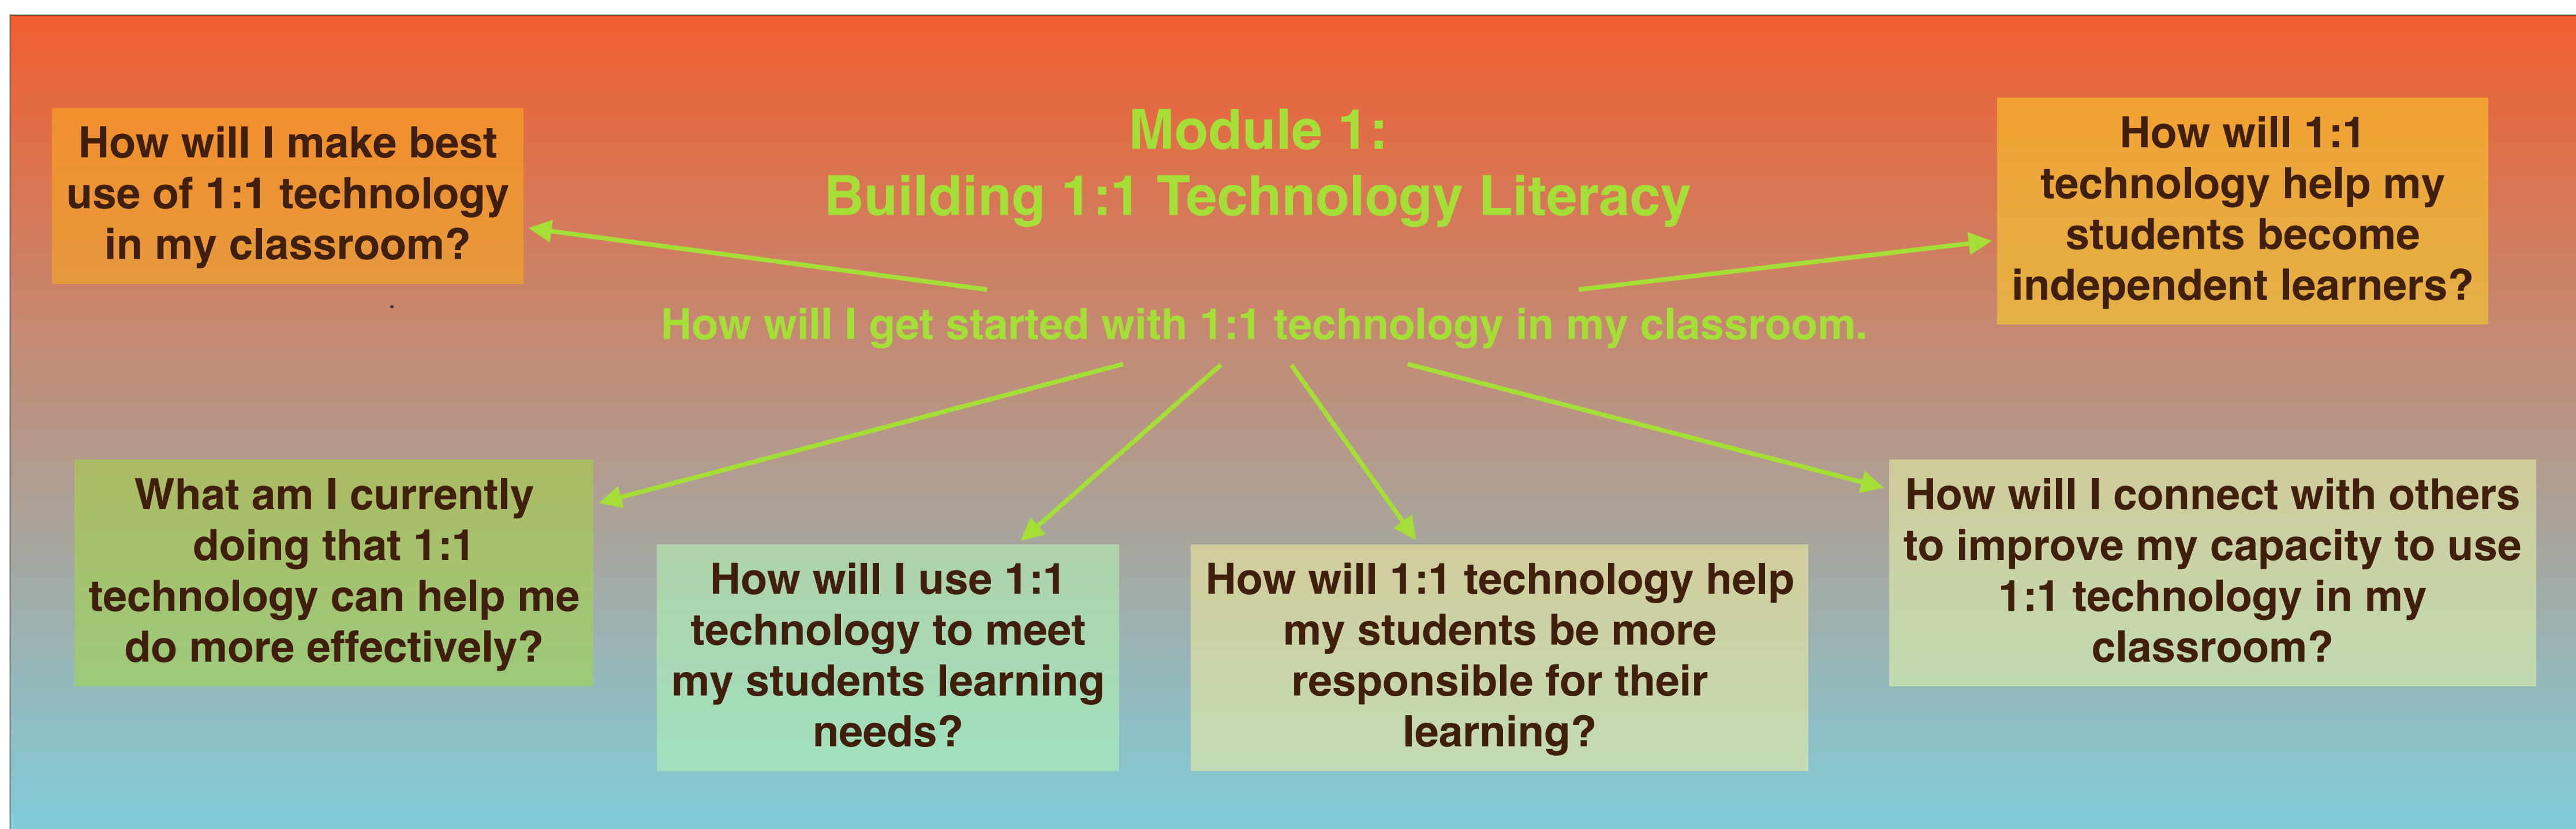 Module 1:
Building 1:1 Technology Literacy
How will I make best
use of 1:1 technology
in my classroom?
How will 1:1
technology help my
students become
independent learners?
How will I get started with 1:1 technology in my classroom.
What am I currently
doing that 1:1
technology can help me
do more effectively?
How will I use 1:1
technology to meet
my students learning
needs?
How will 1:1 technology help
my students be more
responsible for their
learning?
How will I connect with others
to improve my capacity to use
1:1 technology in my
classroom?